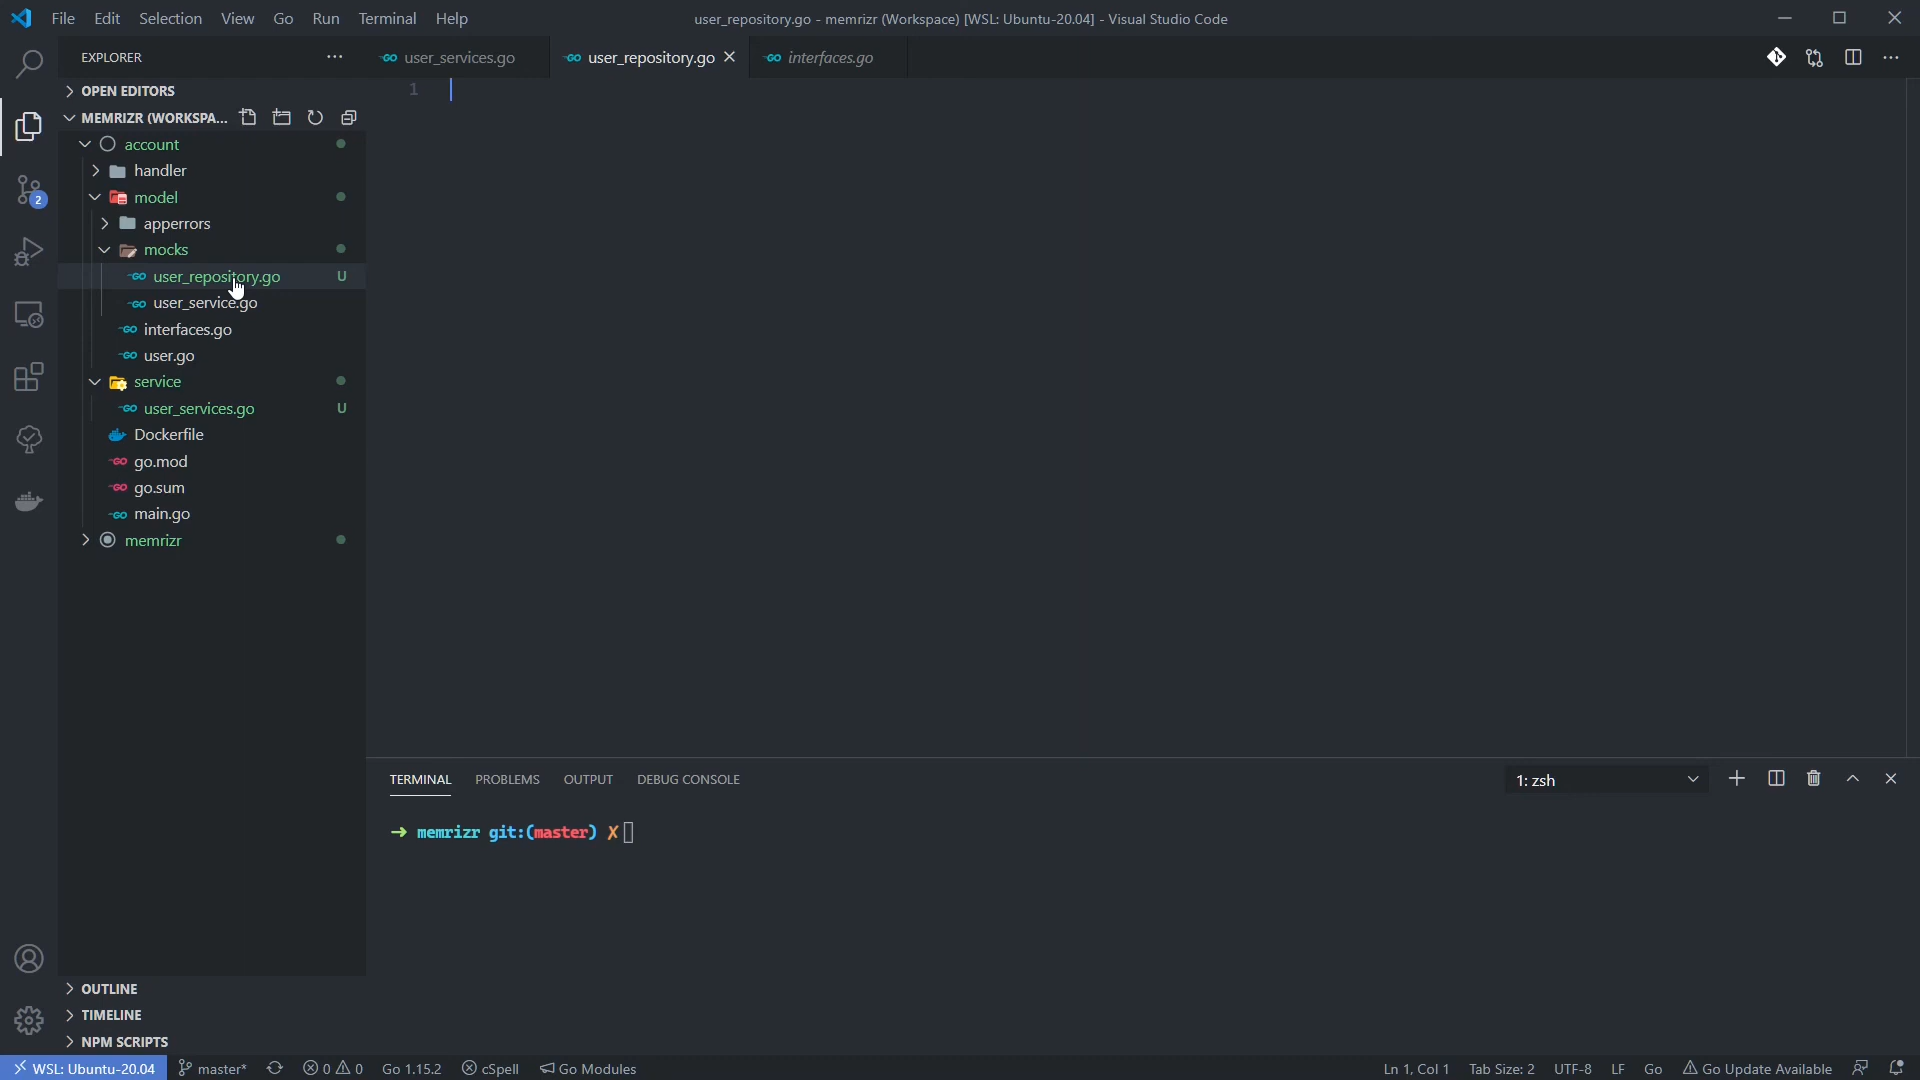 File Edit Selection View Go Run Terminal Help
user_repository.go - memrizr (Workspace) [WSL: Ubuntu-20.04] - Visual Studio Code
EXPLORER
user_services.go
user_repository.go
interfaces.go
OPEN EDITORS
1
MEMRIZR (WORKSPA...
account
handler
model
apperrors
mocks
user_repository.go U
user_service.go
interfaces.go
user.go
service
user_services.go U
Dockerfile
go.mod
go.sum
main.go
memrizr
2
TERMINAL PROBLEMS OUTPUT DEBUG CONSOLE
1: zsh
→ memrizr git:(master) ✗
OUTLINE
TIMELINE
NPM SCRIPTS
WSL: Ubuntu-20.04 master* 0 0 Go 1.15.2 cSpell Go Modules
Ln 1, Col 1 Tab Size: 2 UTF-8 LF Go Go Update Available